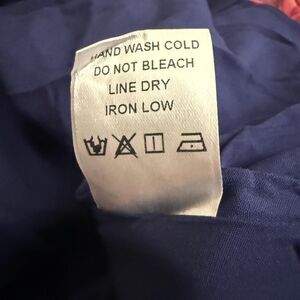 HAND WASH COLD
DO NOT BLEACH
LINE DRY
IRON LOW